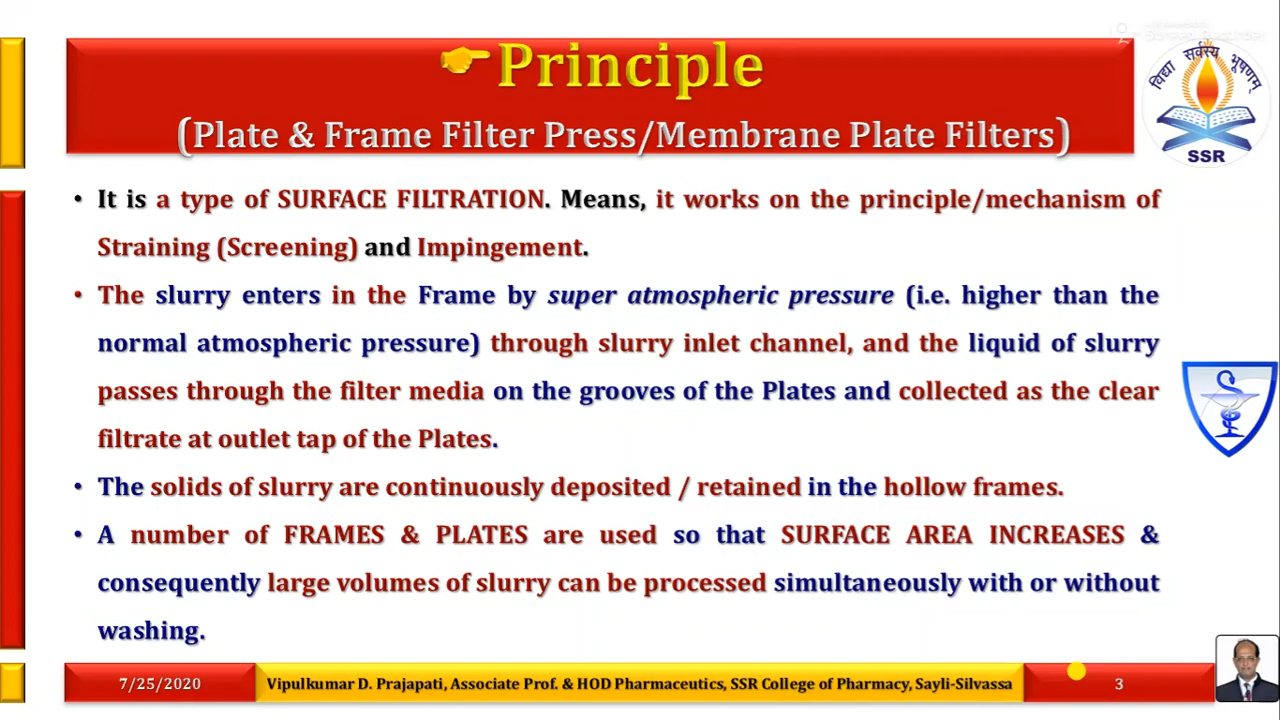 Principle
(Plate & Frame Filter Press/Membrane Plate Filters)
विद्या सर्वस्य भूषणम्
SSR
• It is a type of SURFACE FILTRATION. Means, it works on the principle/mechanism of
Straining (Screening) and Impingement.
• The slurry enters in the Frame by super atmospheric pressure (i.e. higher than the
normal atmospheric pressure) through slurry inlet channel, and the liquid of slurry
passes through the filter media on the grooves of the Plates and collected as the clear
filtrate at outlet tap of the Plates.
• The solids of slurry are continuously deposited / retained in the hollow frames.
• A number of FRAMES & PLATES are used so that SURFACE AREA INCREASES &
consequently large volumes of slurry can be processed simultaneously with or without
washing.
7/25/2020 Vipulkumar D. Prajapati, Associate Prof. & HOD Pharmaceutics, SSR College of Pharmacy, Sayli-Silvassa 3